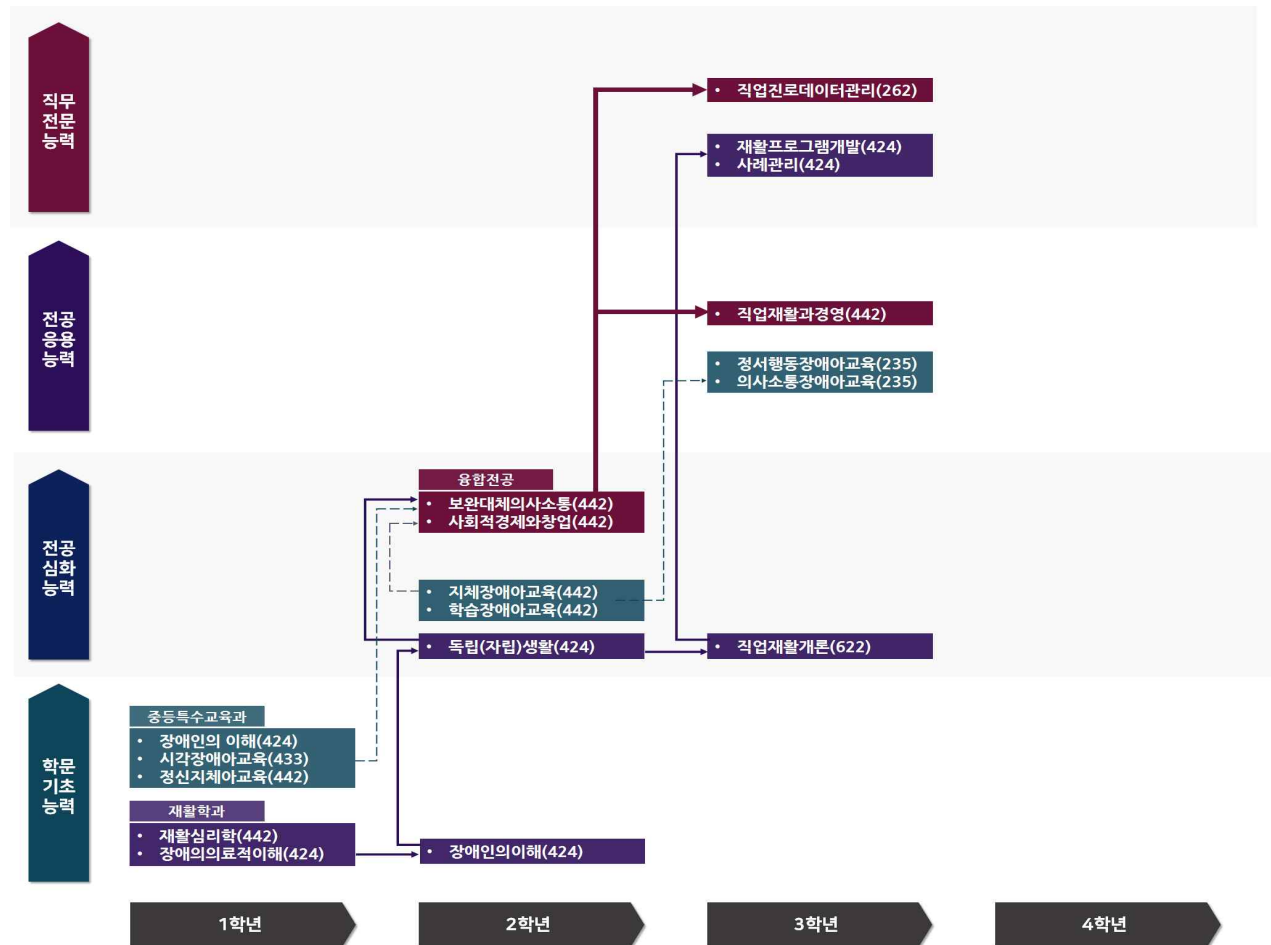 직무
전문
능력
• 직업진로데이터관리(262)
• 재활프로그램개발(424)
• 사례관리(424)
전공
응용
능력
• 직업재활과경영(442)
• 정서행동장애아교육(235)
• 의사소통장애아교육(235)
전공
심화
능력
융합전공
• 보완대체의사소통(442)
• 사회적경제와창업(442)
• 지체장애아교육(442)
• 학습장애아교육(442)
• 독립(자립)생활(424)
• 직업재활개론(622)
학문
기초
능력
중등특수교육과
• 장애인의 이해(424)
• 시각장애아교육(433)
• 정신지체아교육(442)
재활학과
• 재활심리학(442)
• 장애의의료적이해(424)
• 장애인의이해(424)
1학년
2학년
3학년
4학년